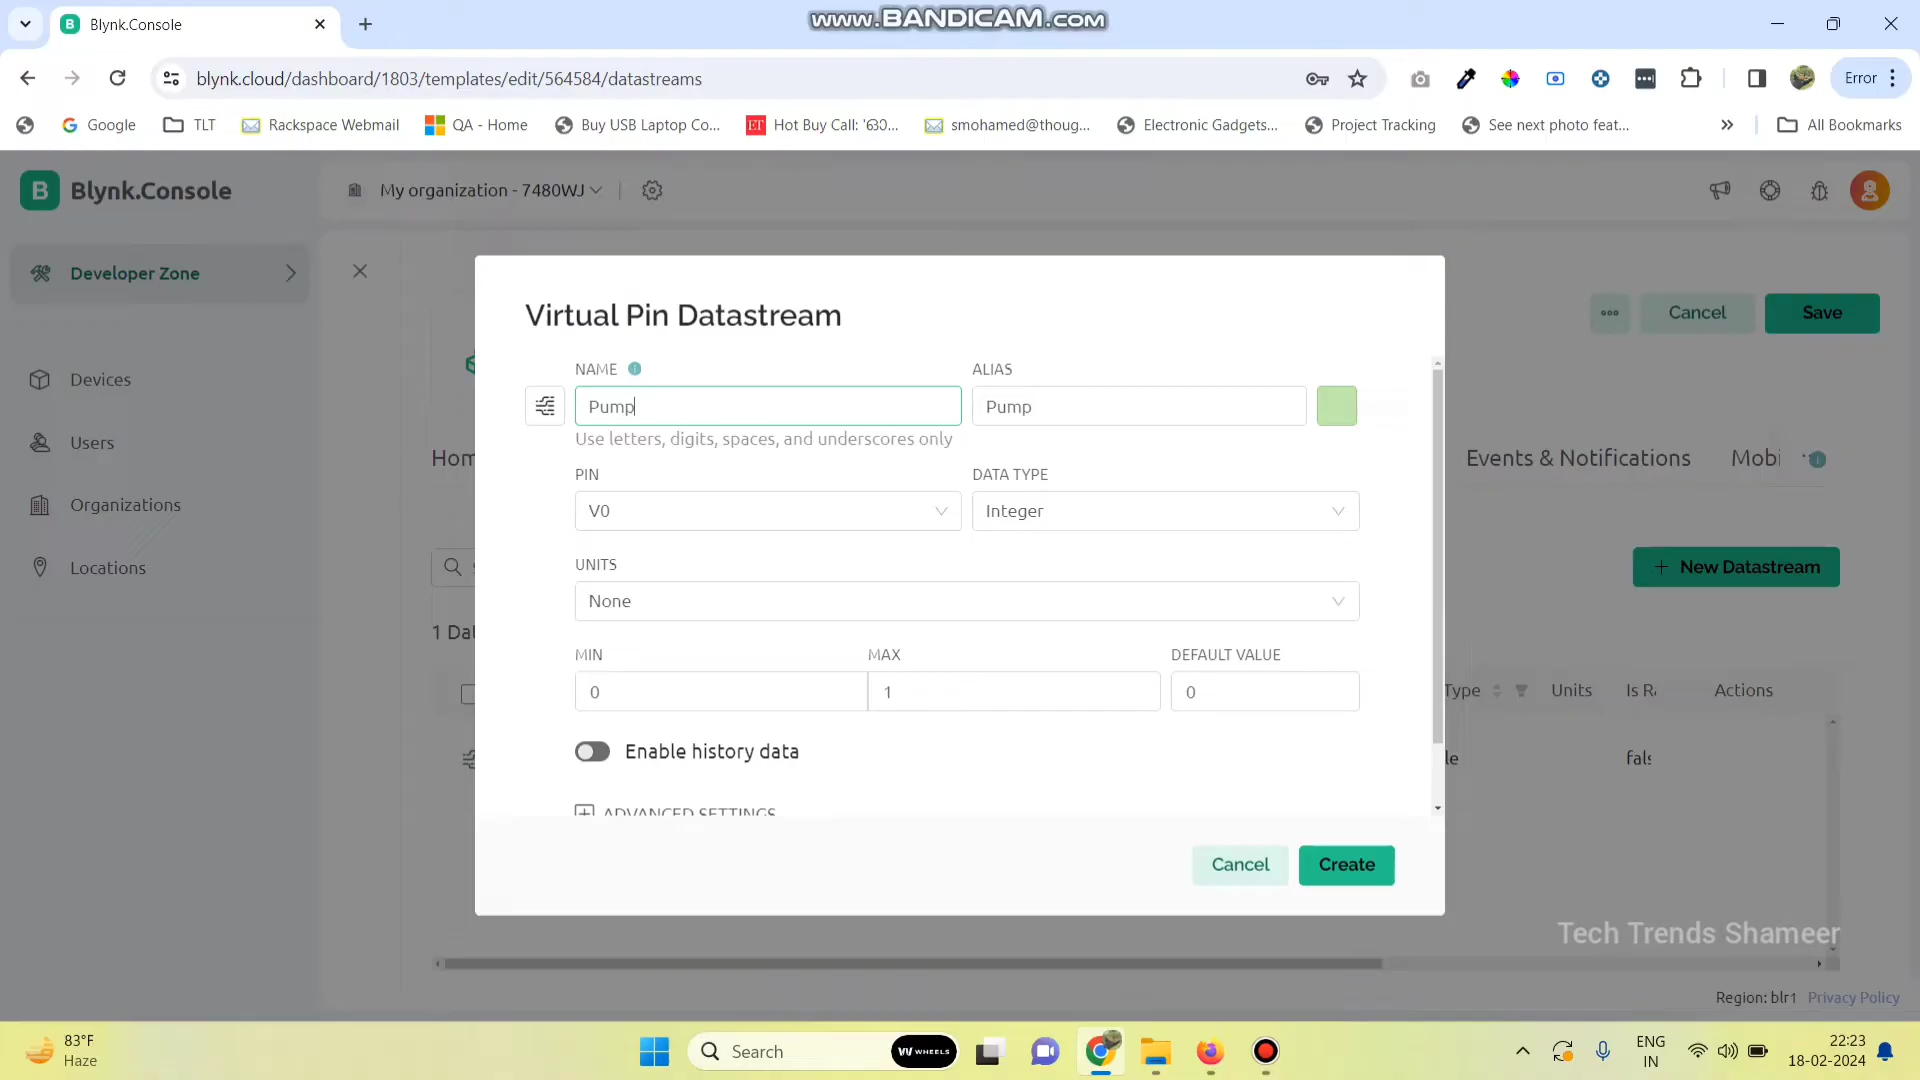 Blynk.Console
www.BANDICAM.com
blynk.cloud/dashboard/1803/templates/edit/564584/datastreams
Error
Google
TLT
Rackspace Webmail
QA - Home
Buy USB Laptop Co...
ET
Hot Buy Call: '630...
smohamed@thoug...
Electronic Gadgets...
Project Tracking
See next photo feat...
All Bookmarks
B
Blynk.Console
My organization - 7480WJ
Developer Zone
Devices
Users
Organizations
Locations
Cancel
Save
Hom
Events & Notifications
Mobi
New Datastream
1 Dat
Type
Units
Is Ra
Actions
le
fals
Virtual Pin Datastream
NAME
ALIAS
Pump
Pump
Use letters, digits, spaces, and underscores only
PIN
DATA TYPE
V0
Integer
UNITS
None
MIN
MAX
DEFAULT VALUE
0
1
0
Enable history data
ADVANCED SETTINGS
Cancel
Create
Tech Trends Shameer
Region: blr1
Privacy Policy
83°F
Haze
Search
WHEELS
ENG
IN
22:23
18-02-2024